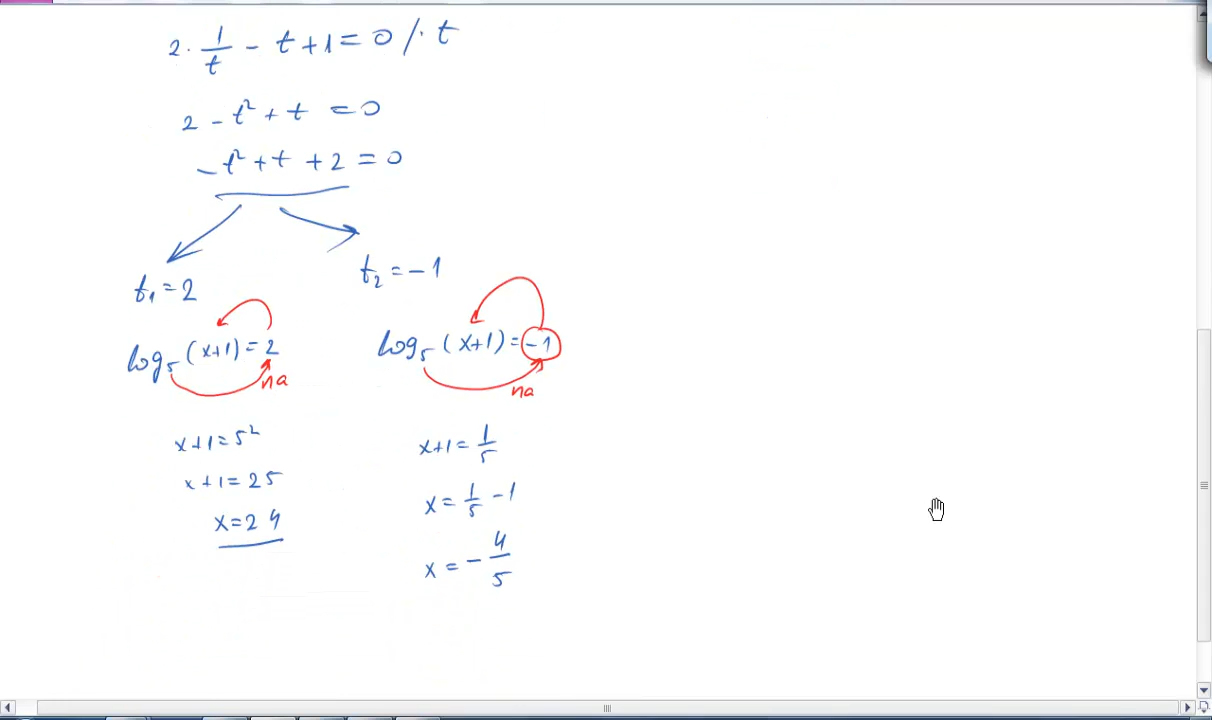 2 · 1/t - t + 1 = 0 /· t
2 - t² + t = 0
-t² + t + 2 = 0
t₁ = 2
t₂ = -1
log₅ (x+1) = 2
na
log₅ (x+1) = -1
na
x+1 = 5²
x+1 = 25
x = 24
x+1 = 1/5
x = 1/5 - 1
x = - 4/5